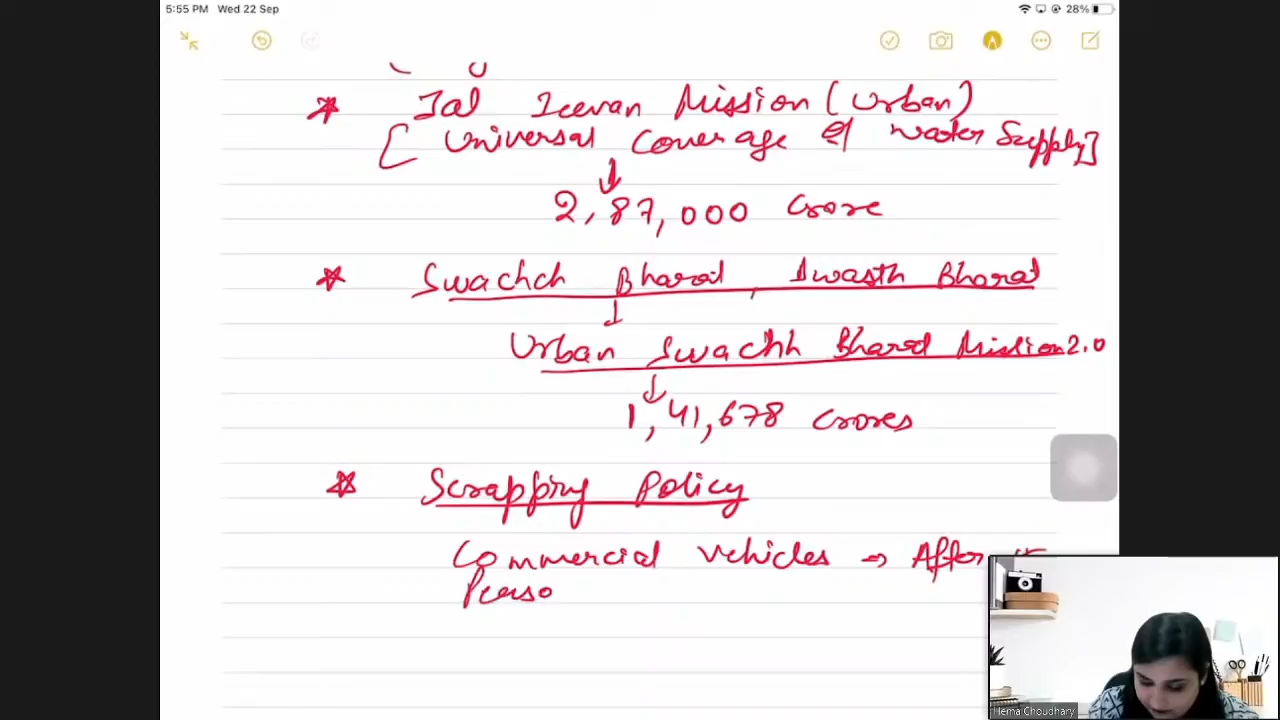 5:55 PM Wed 22 Sep
28%
Jal Jeevan Mission (Urban)
[Universal Coverage of water Supply]
2,87,000 Crore
Swachch Bharat, Swasth Bharat
Urban Swachh Bharat Mission 2.0
1,41,678 Crores
Scrapping Policy
Commercial vehicles → After 15
Perso
Hema Choudhary